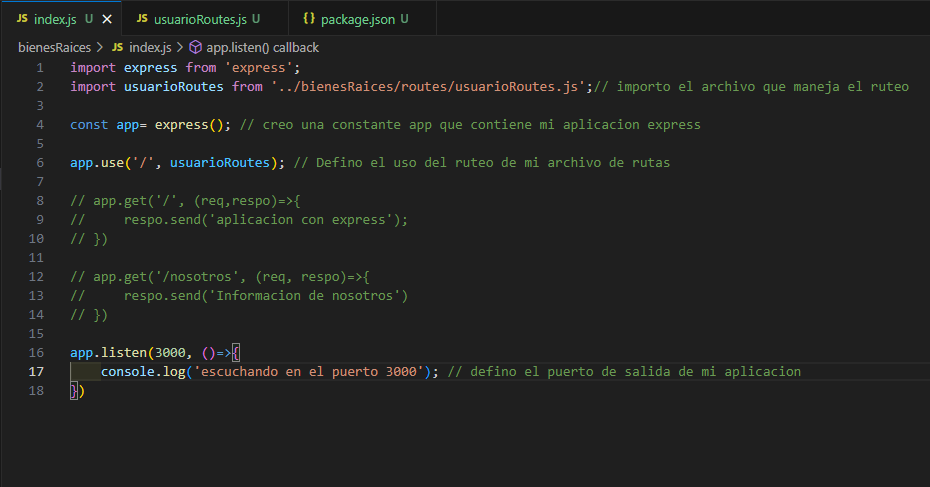 JS index.js U × JS usuarioRoutes.js U {} package.json U
bienesRaices > JS index.js > app.listen() callback
1 import express from 'express';
2 import usuarioRoutes from '../bienesRaices/routes/usuarioRoutes.js';// importo el archivo que maneja el ruteo
3
4 const app= express(); // creo una constante app que contiene mi aplicacion express
5
6 app.use('/', usuarioRoutes); // Defino el uso del ruteo de mi archivo de rutas
7
8 // app.get('/', (req,respo)=>{
9 //     respo.send('aplicacion con express');
10 // })
11
12 // app.get('/nosotros', (req, respo)=>{
13 //     respo.send('Informacion de nosotros')
14 // })
15
16 app.listen(3000, ()=>{
17     console.log('escuchando en el puerto 3000'); // defino el puerto de salida de mi aplicacion
18 })